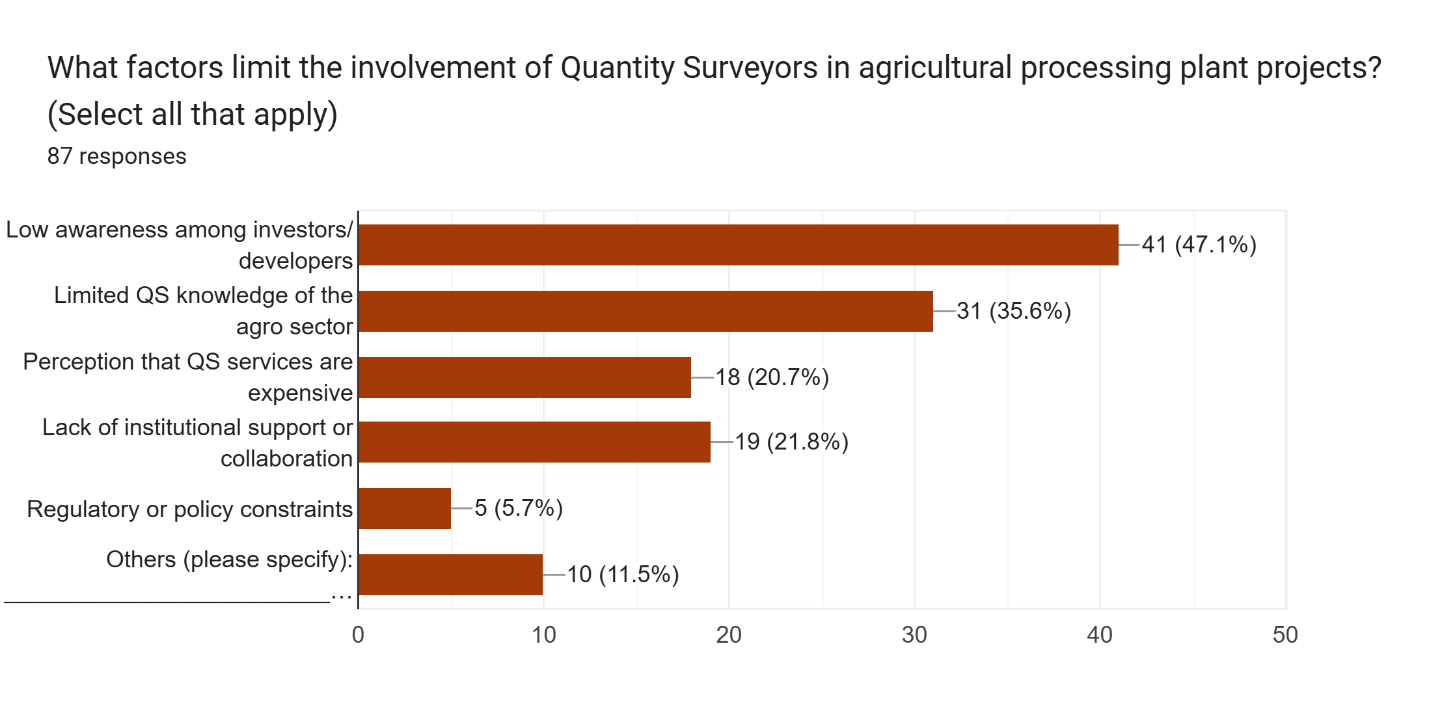 What factors limit the involvement of Quantity Surveyors in agricultural processing plant projects?
(Select all that apply)
87 responses
Low awareness among investors/
developers
41 (47.1%)
Limited QS knowledge of the
agro sector
31 (35.6%)
Perception that QS services are
expensive
18 (20.7%)
Lack of institutional support or
collaboration
19 (21.8%)
Regulatory or policy constraints
5 (5.7%)
Others (please specify):
_________________________…
10 (11.5%)
0 10 20 30 40 50